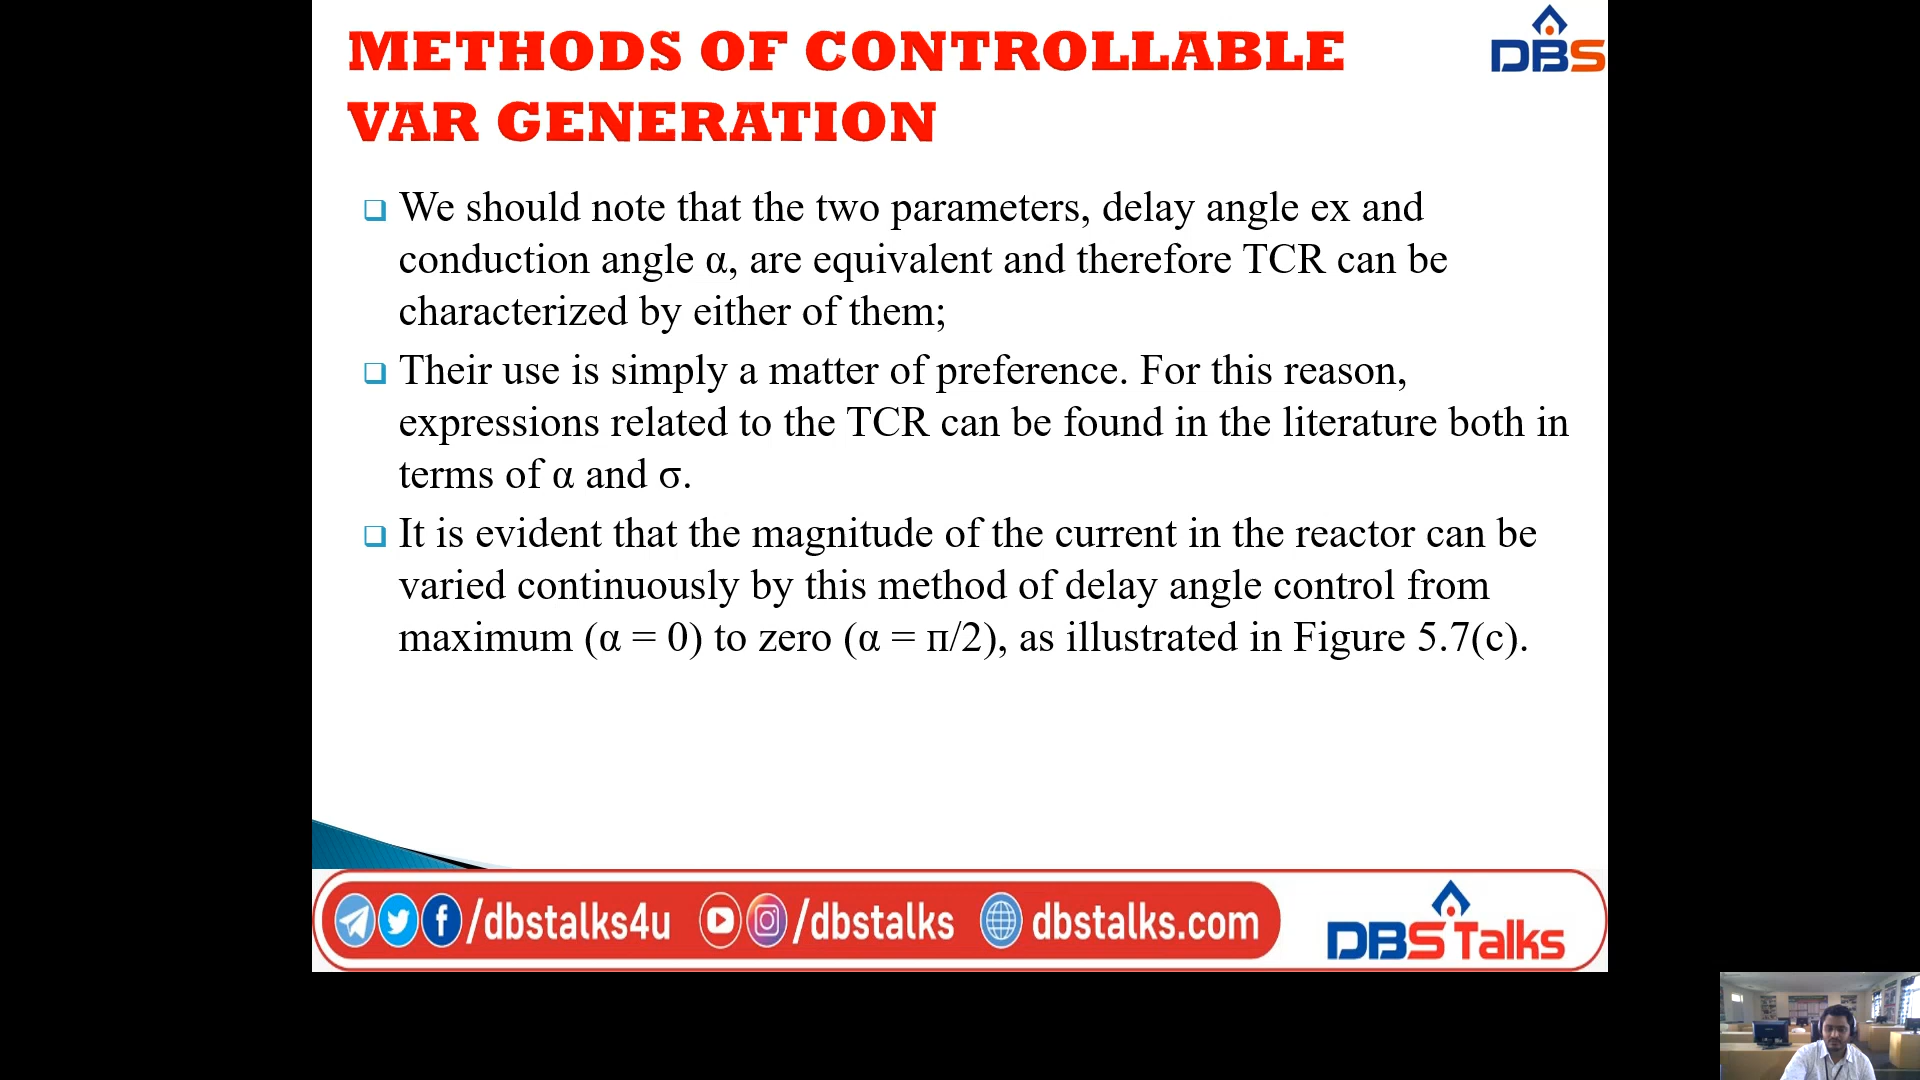 METHODS OF CONTROLLABLE
VAR GENERATION
DBS
We should note that the two parameters, delay angle ex and
conduction angle α, are equivalent and therefore TCR can be
characterized by either of them;
Their use is simply a matter of preference. For this reason,
expressions related to the TCR can be found in the literature both in
terms of α and σ.
It is evident that the magnitude of the current in the reactor can be
varied continuously by this method of delay angle control from
maximum (α = 0) to zero (α = п/2), as illustrated in Figure 5.7(c).
/dbstalks4u /dbstalks dbstalks.com
DBS Talks